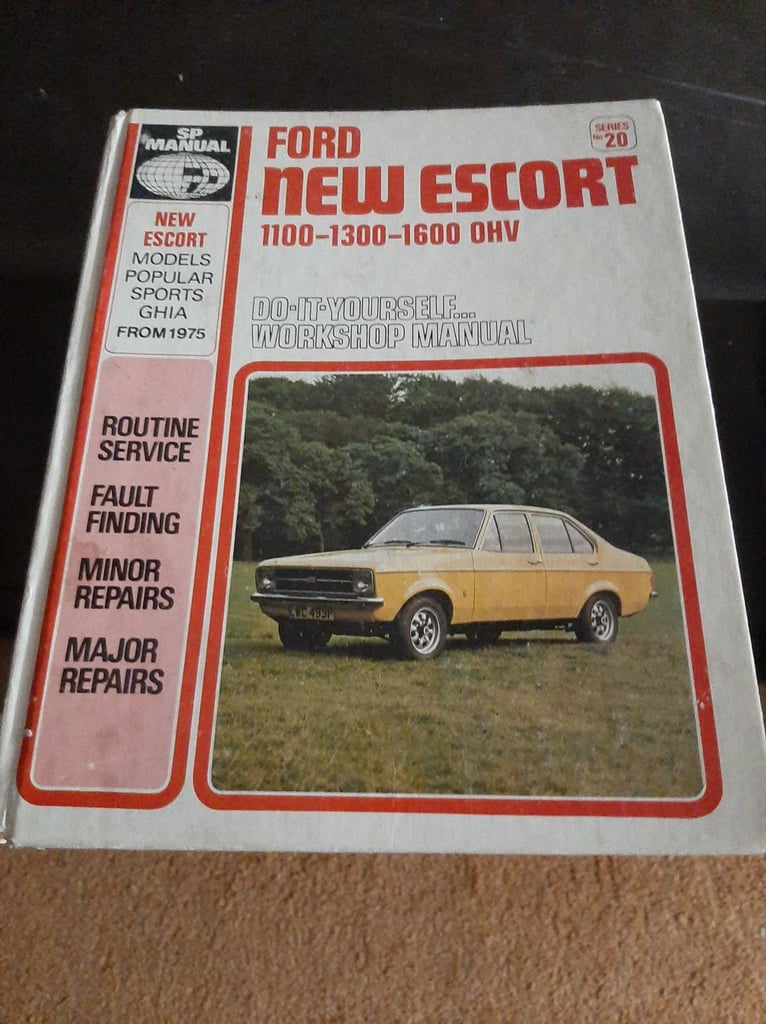 SP
MANUAL
NEW
ESCORT
MODELS
POPULAR
SPORTS
GHIA
FROM 1975
ROUTINE
SERVICE
FAULT
FINDING
MINOR
REPAIRS
MAJOR
REPAIRS
FORD
NEW ESCORT
1100-1300-1600 OHV
SERIES
No. 20
DO-IT-YOURSELF...
WORKSHOP MANUAL